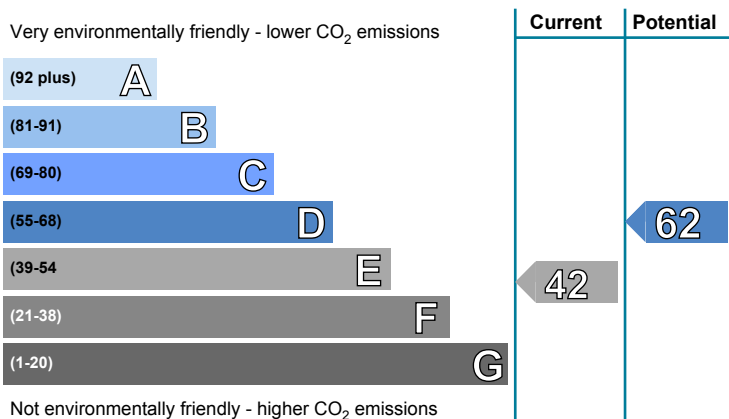 Current Potential
Very environmentally friendly - lower CO₂ emissions
(92 plus) A
(81-91) B
(69-80) C
(55-68) D 62
(39-54 E 42
(21-38) F
(1-20) G
Not environmentally friendly - higher CO₂ emissions